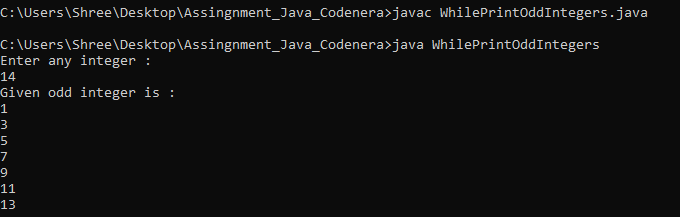 C:\Users\Shree\Desktop\Assingnment_Java_Codenera>javac WhilePrintOddIntegers.java
C:\Users\Shree\Desktop\Assingnment_Java_Codenera>java WhilePrintOddIntegers
Enter any integer :
14
Given odd integer is :
1
3
5
7
9
11
13